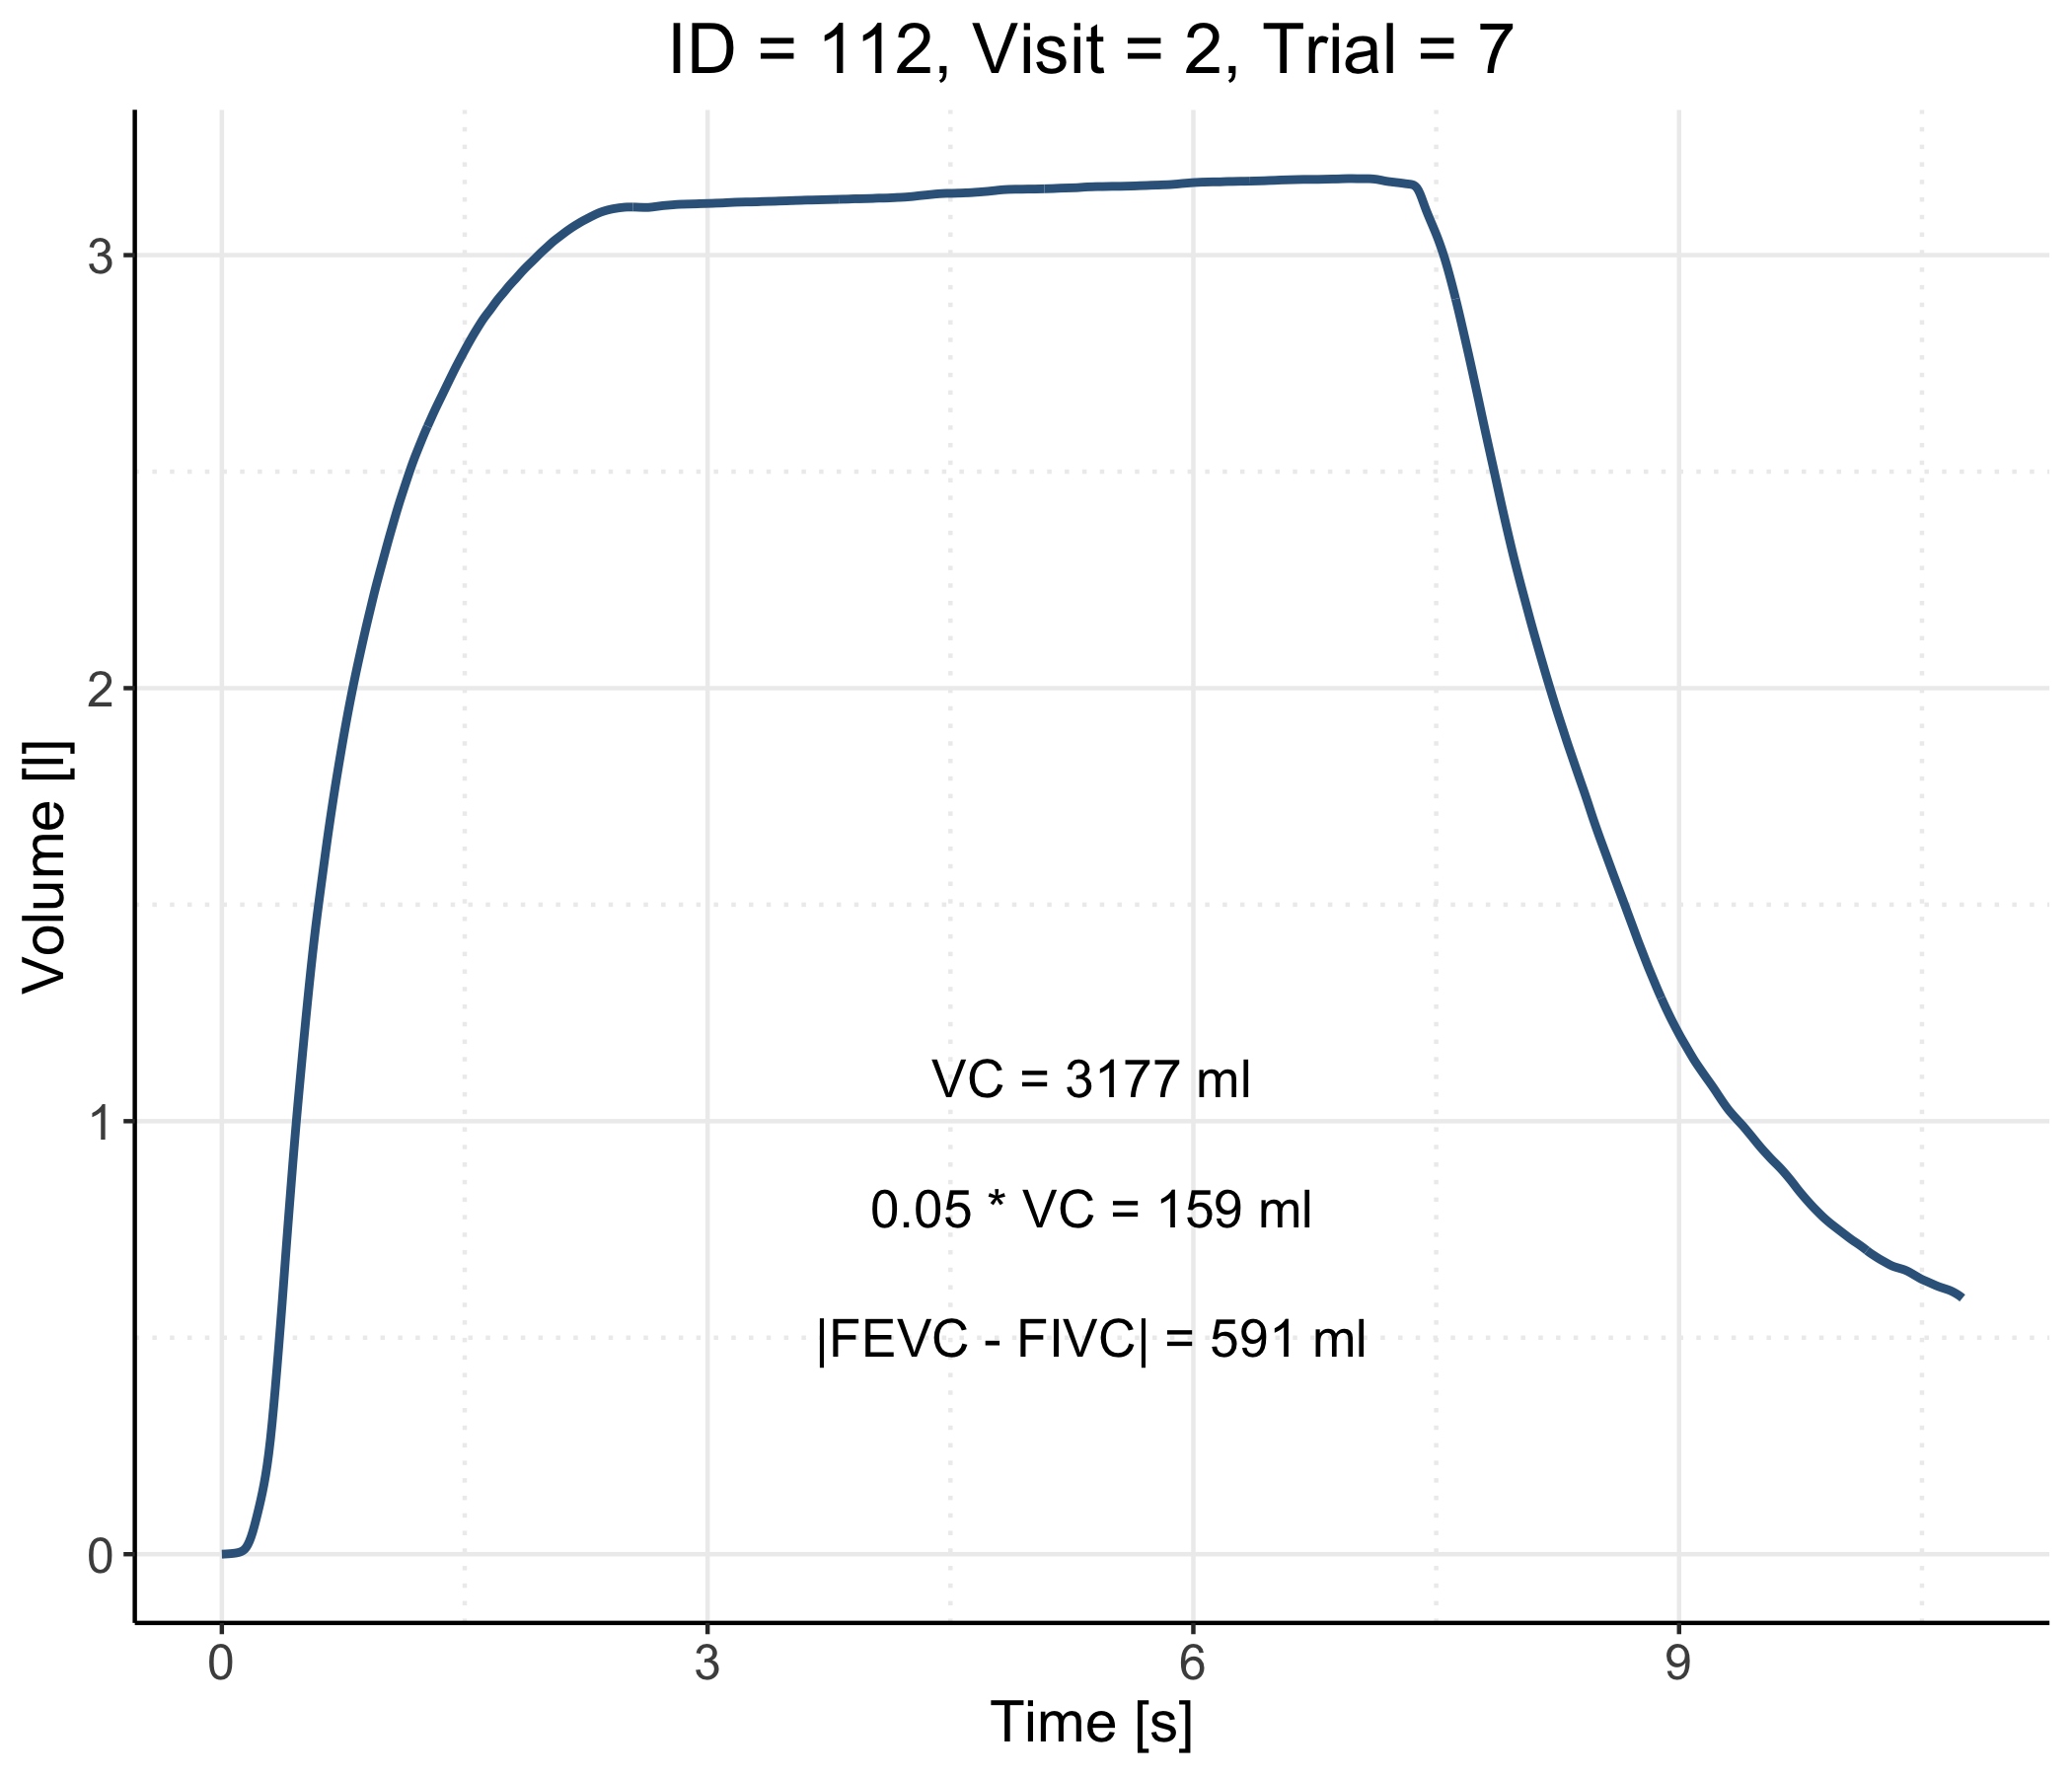 ID = 112, Visit = 2, Trial = 7
3
2
1
0
Volume [l]
VC = 3177 ml
0.05 * VC = 159 ml
|FEVC - FIVC| = 591 ml
0 3 6 9
Time [s]